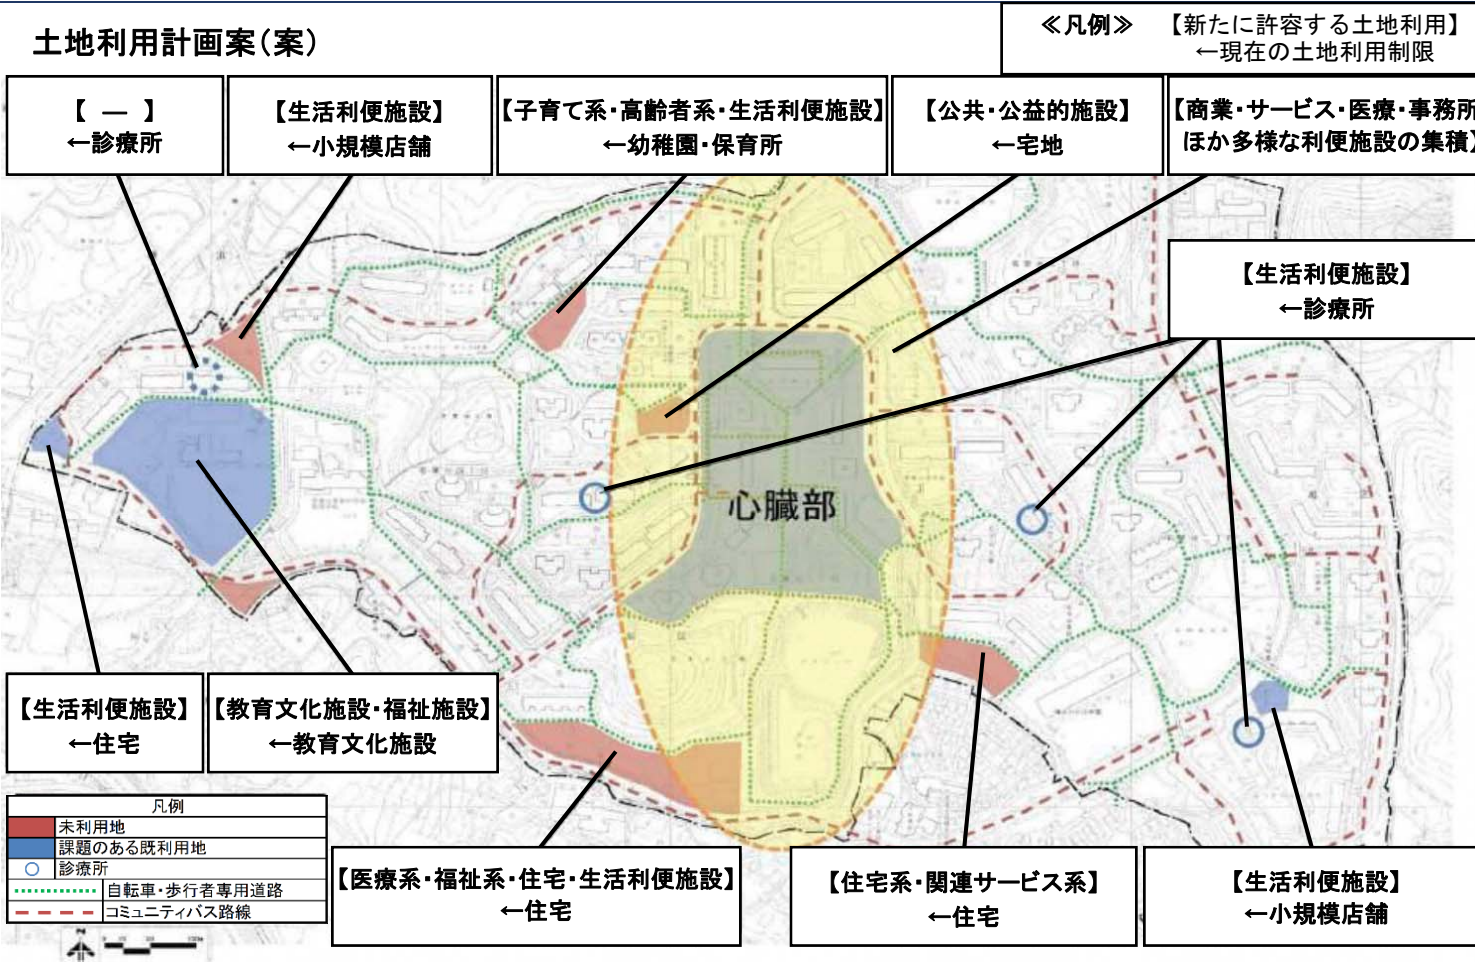 土地利用計画案(案)
≪凡例≫　【新たに許容する土地利用】
←現在の土地利用制限
【 ― 】
←診療所
【生活利便施設】
←小規模店舗
【子育て系・高齢者系・生活利便施設】
←幼稚園・保育所
【公共・公益的施設】
←宅地
【商業・サービス・医療・事務所
ほか多様な利便施設の集積】
【生活利便施設】
←診療所
心臓部
【生活利便施設】
←住宅
【教育文化施設・福祉施設】
←教育文化施設
凡例
未利用地
課題のある既利用地
診療所
自転車・歩行者専用道路
コミュニティバス路線
【医療系・福祉系・住宅・生活利便施設】
←住宅
【住宅系・関連サービス系】
←住宅
【生活利便施設】
←小規模店舗
N